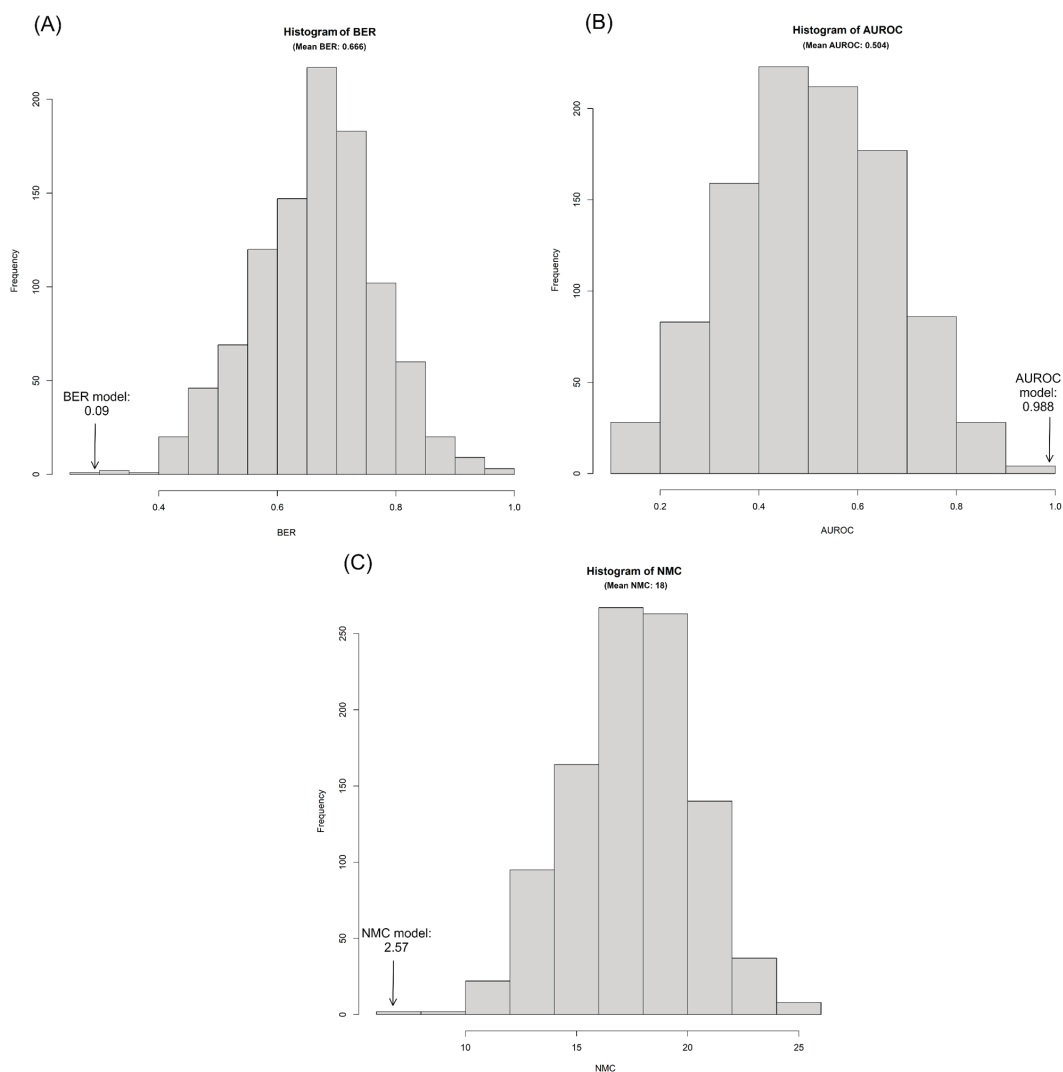 (A)
Histogram of BER
(Mean BER: 0.666)
Frequency
200
150
100
50
0
BER model:
0.09
0.4
0.6
0.8
1.0
BER
(B)
Histogram of AUROC
(Mean AUROC: 0.504)
Frequency
200
150
100
50
0
AUROC
model:
0.988
0.2
0.4
0.6
0.8
1.0
AUROC
(C)
Histogram of NMC
(Mean NMC: 18)
Frequency
250
200
150
100
50
0
NMC model:
2.57
10
15
20
25
NMC